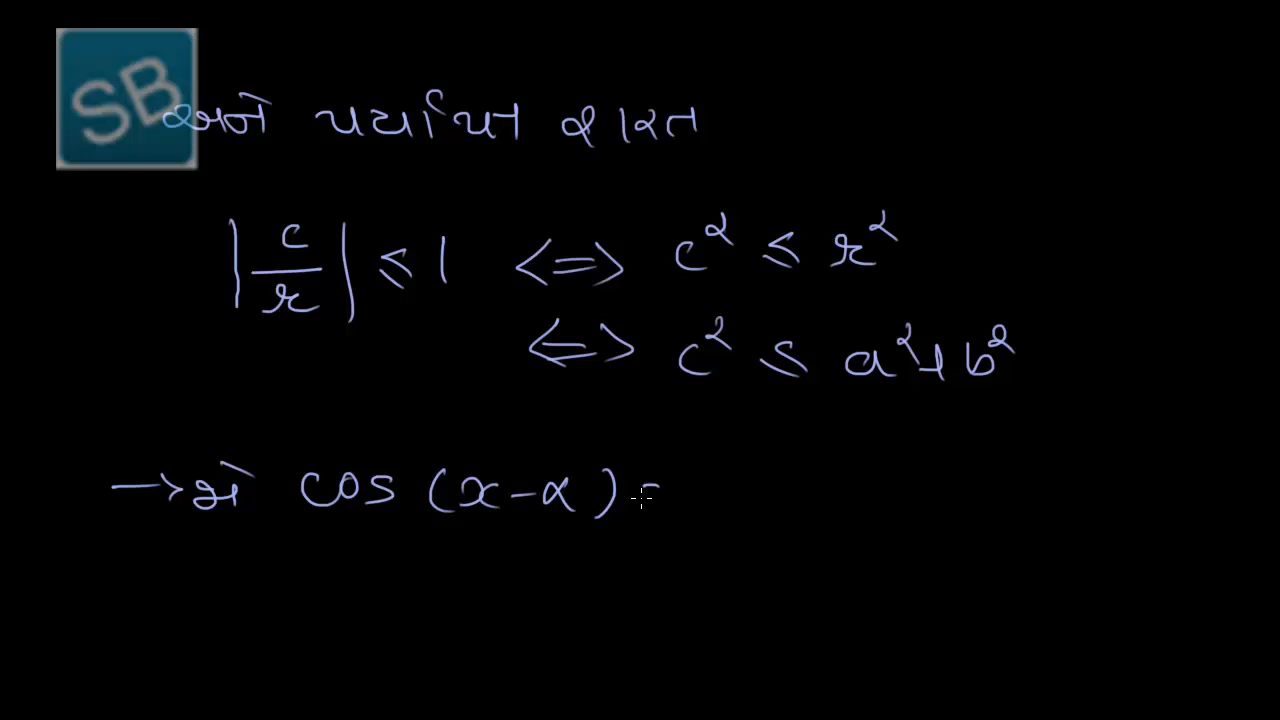 SB
અને પર્યાપ્ત શરત
|c/r| ≤ 1 ⇔ c² ≤ r²
⇔ c² ≤ a² + b²
→ જો cos (x - α) =